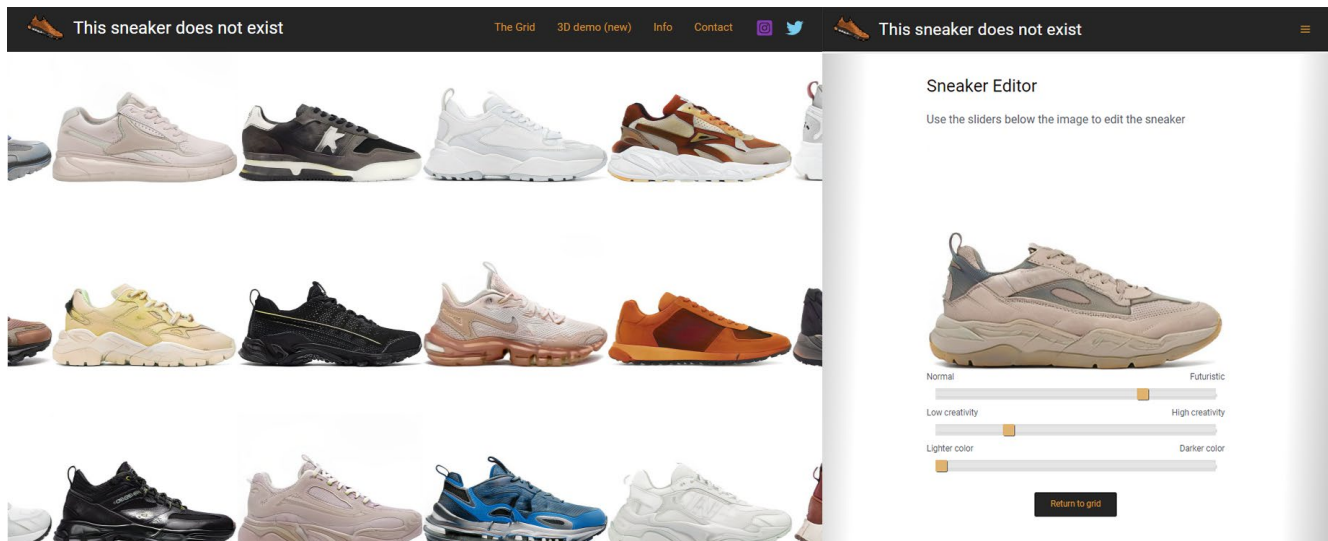 This sneaker does not exist
The Grid 3D demo (new) Info Contact
This sneaker does not exist
Sneaker Editor
Use the sliders below the image to edit the sneaker
Normal Futuristic
Low creativity High creativity
Lighter color Darker color
Return to grid